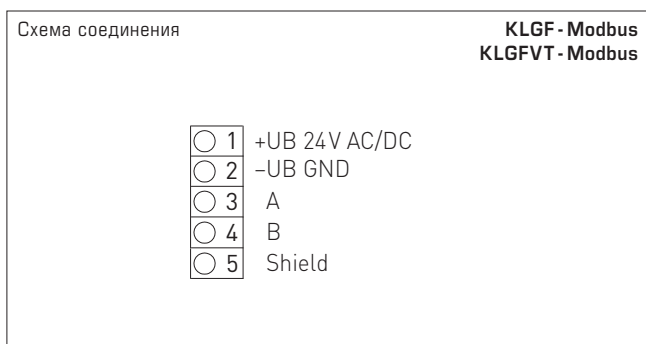 Схема соединения
KLGF - Modbus
KLGFVT - Modbus
1 +UB 24V AC/DC
2 –UB GND
3 A
4 B
5 Shield